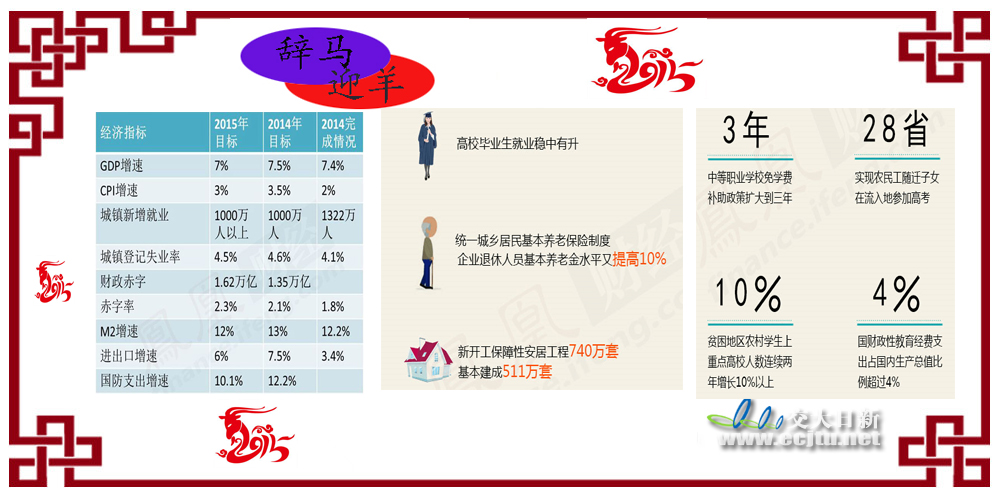 辞马
迎羊
2015
经济指标 2015年目标 2014年目标 2014完成情况
GDP增速 7% 7.5% 7.4%
CPI增速 3% 3.5% 2%
城镇新增就业 1000万人以上 1000万人 1322万人
城镇登记失业率 4.5% 4.6% 4.1%
财政赤字 1.62万亿 1.35万亿
赤字率 2.3% 2.1% 1.8%
M2增速 12% 13% 12.2%
进出口增速 6% 7.5% 3.4%
国防支出增速 10.1% 12.2%
高校毕业生就业稳中有升
统一城乡居民基本养老保险制度
企业退休人员基本养老金水平又提高10%
新开工保障性安居工程740万套
基本建成511万套
3年
中等职业学校免学费
补助政策扩大到三年
28省
实现农民工随迁子女
在流入地参加高考
10%
贫困地区农村学生上
重点高校人数连续两
年增长10%以上
4%
国财政性教育经费支
出占国内生产总值比
例超过4%
2015
2015
交大日新
www.ecjtu.net